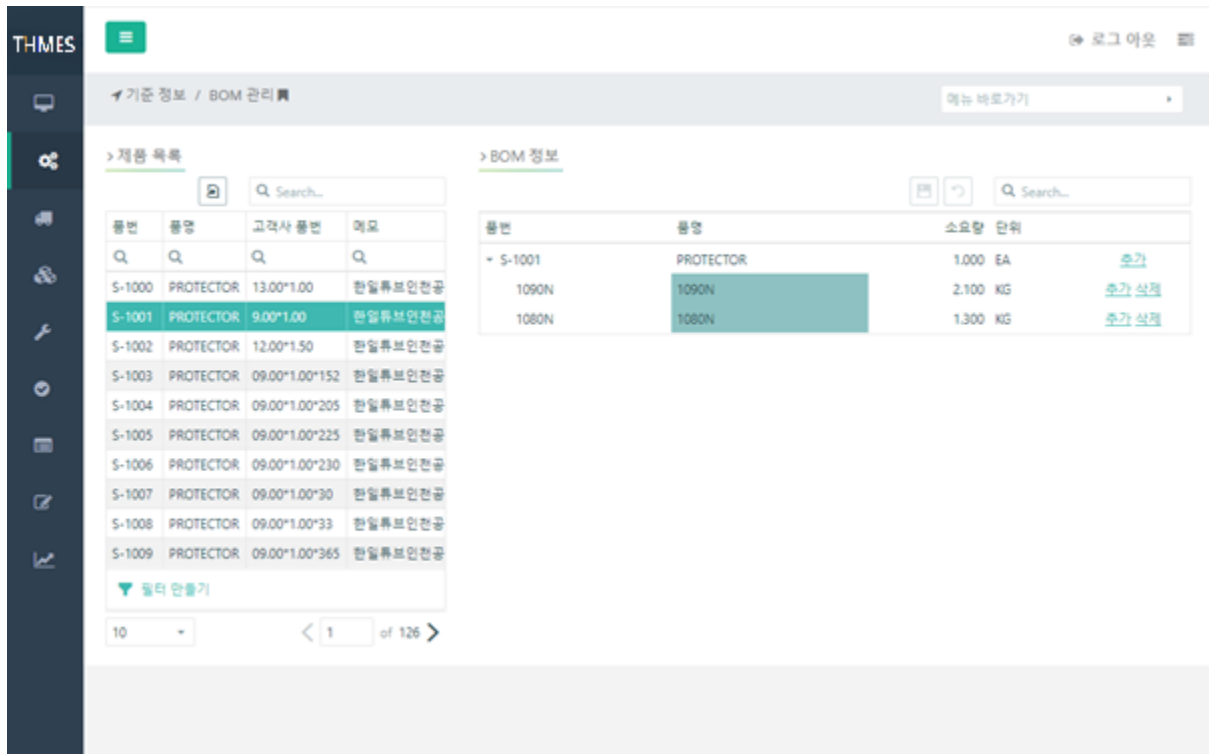 THMES
로그 아웃
기준 정보 / BOM 관리
메뉴 바로가기
제품 목록
Search...
품번 품명 고객사 품번 메모
S-1000 PROTECTOR 13.00*1.00 한일튜브인천공
S-1001 PROTECTOR 9.00*1.00 한일튜브인천공
S-1002 PROTECTOR 12.00*1.50 한일튜브인천공
S-1003 PROTECTOR 09.00*1.00*152 한일튜브인천공
S-1004 PROTECTOR 09.00*1.00*205 한일튜브인천공
S-1005 PROTECTOR 09.00*1.00*225 한일튜브인천공
S-1006 PROTECTOR 09.00*1.00*230 한일튜브인천공
S-1007 PROTECTOR 09.00*1.00*30 한일튜브인천공
S-1008 PROTECTOR 09.00*1.00*33 한일튜브인천공
S-1009 PROTECTOR 09.00*1.00*365 한일튜브인천공
필터 만들기
10 1 of 126
BOM 정보
Search...
품번 품명 소요량 단위
S-1001 PROTECTOR 1.000 EA 추가
1090N 1090N 2.100 KG 추가 삭제
1080N 1080N 1.300 KG 추가 삭제